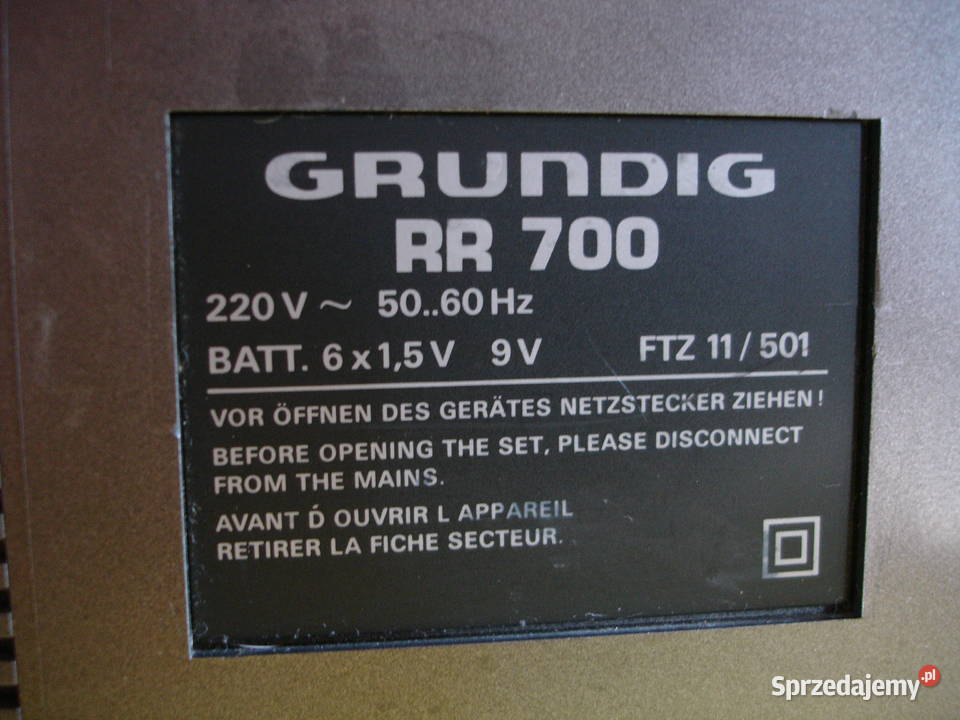 GRUNDIG
RR 700
220 V ~ 50..60 Hz
BATT. 6 x 1,5 V 9 V FTZ 11 / 501
VOR ÖFFNEN DES GERÄTES NETZSTECKER ZIEHEN !
BEFORE OPENING THE SET, PLEASE DISCONNECT
FROM THE MAINS.
AVANT D́ OUVRIR L APPAREIL
RETIRER LA FICHE SECTEUR.
Sprzedajemy.pl